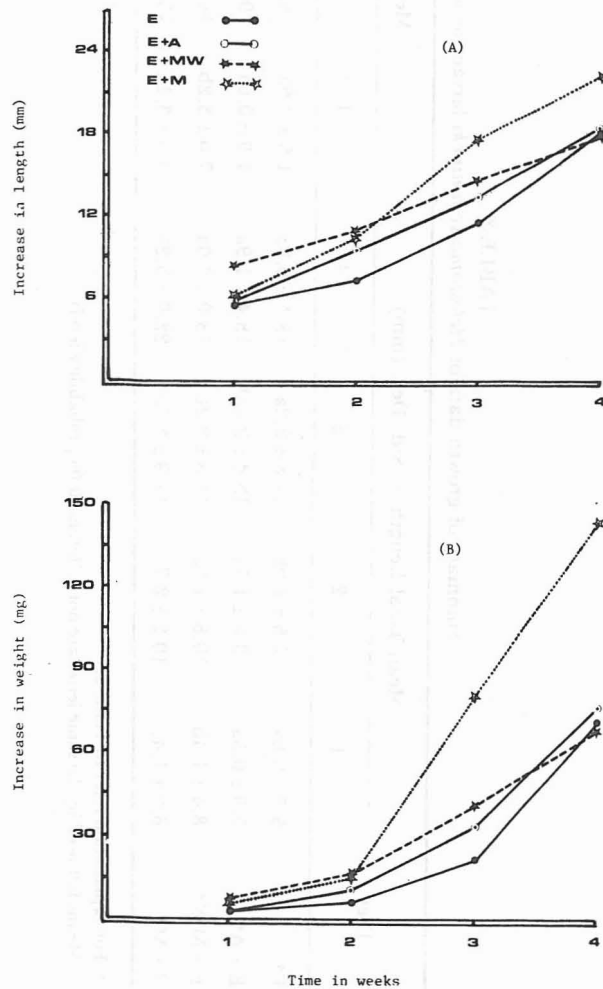 E
E+A
E+MW
E+M
(A)
Increase in length (mm)
24
18
12
6
1 2 3 4
(B)
Increase in weight (mg)
150
120
90
60
30
1 2 3 4
Time in weeks